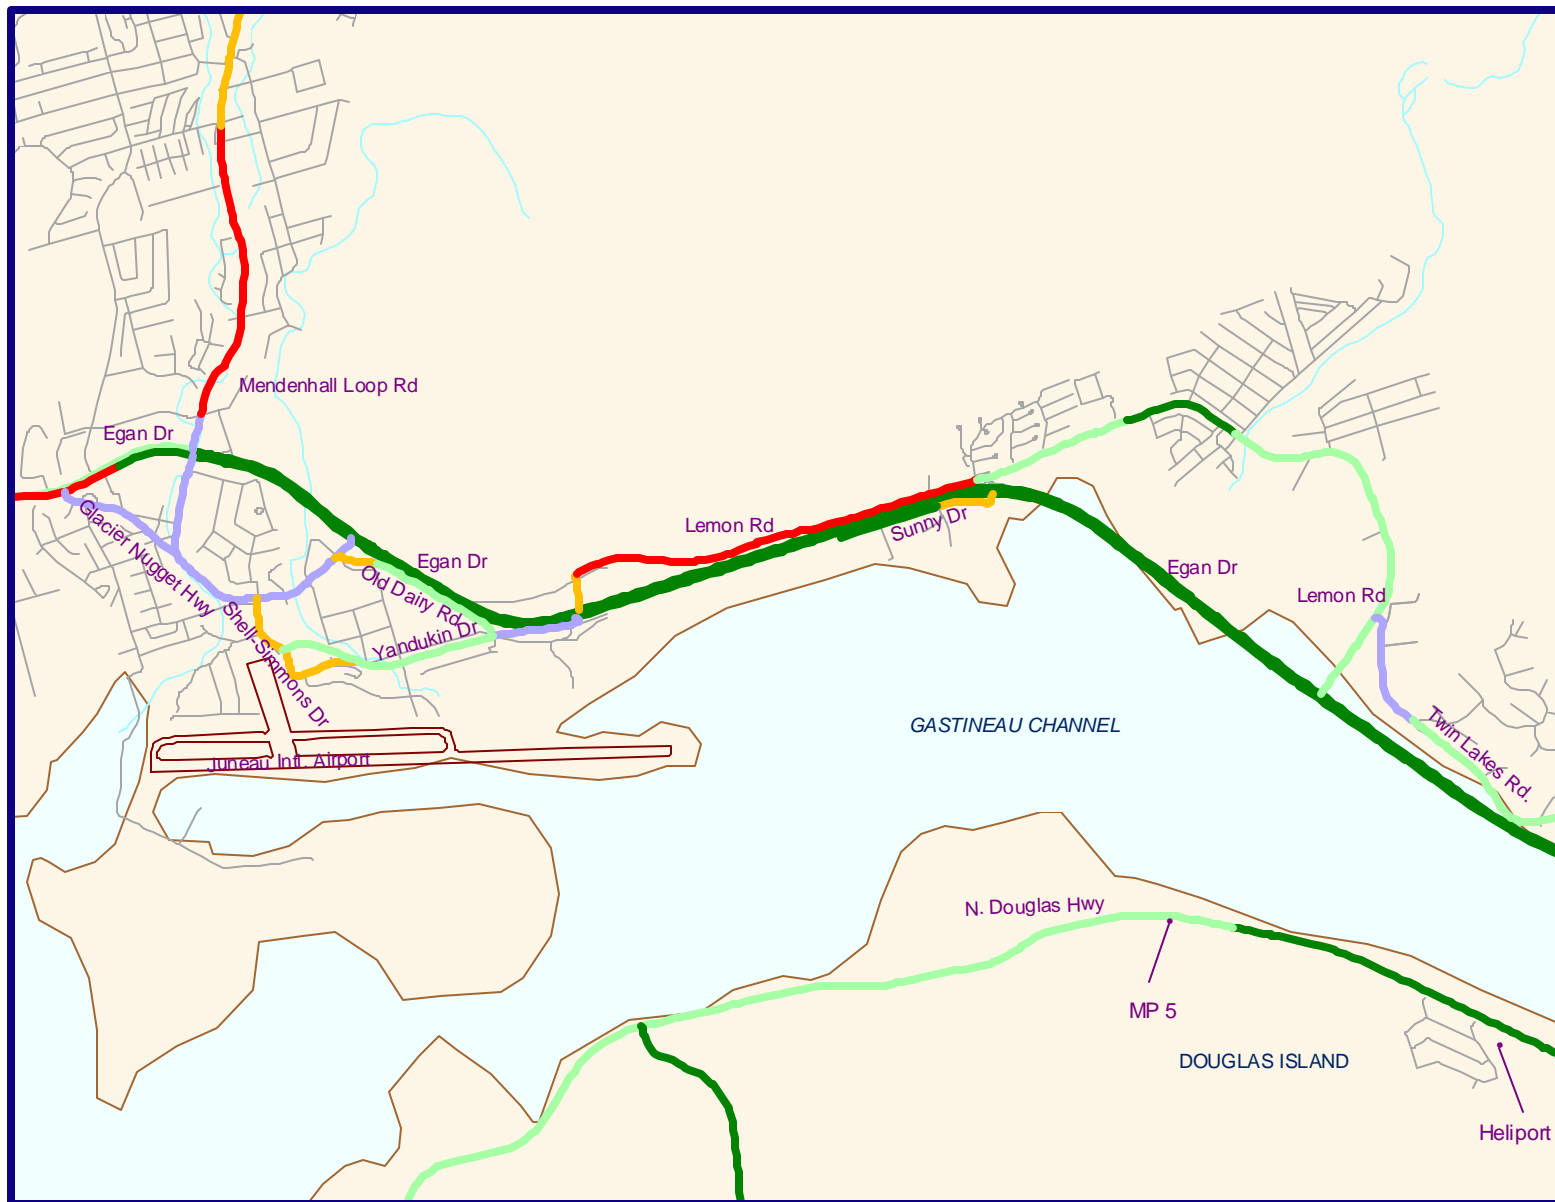 Mendenhall Loop Rd
Egan Dr
Glacier Nugget Hwy
Lemon Rd
Sunny Dr
Egan Dr
Old Dairy Rd
Egan Dr
Lemon Rd
Shell-Simmons Dr
Yandukin Dr
GASTINEAU CHANNEL
Twin Lakes Rd.
Juneau Intl. Airport
N. Douglas Hwy
MP 5
DOUGLAS ISLAND
Heliport